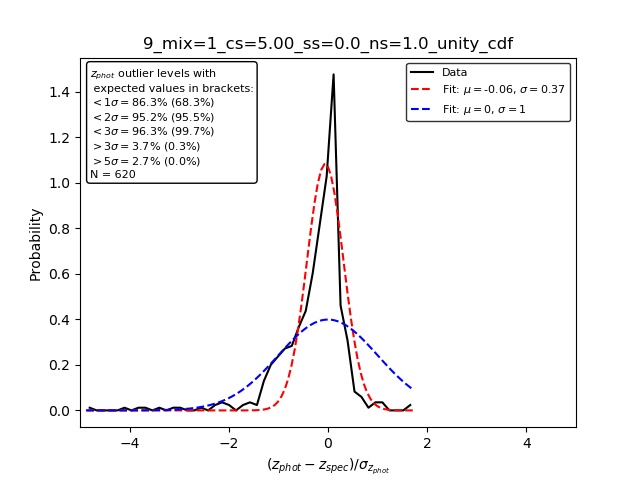 9_mix=1_cs=5.00_ss=0.0_ns=1.0_unity_cdf
z_phot outlier levels with
expected values in brackets:
< 1σ = 86.3% (68.3%)
< 2σ = 95.2% (95.5%)
< 3σ = 96.3% (99.7%)
> 3σ = 3.7% (0.3%)
> 5σ = 2.7% (0.0%)
N = 620
Data
Fit: μ = -0.06, σ = 0.37
Fit: μ = 0, σ = 1
Probability
1.4
1.2
1.0
0.8
0.6
0.4
0.2
0.0
−4 −2 0 2 4
(z_phot − z_spec)/σ_z_phot